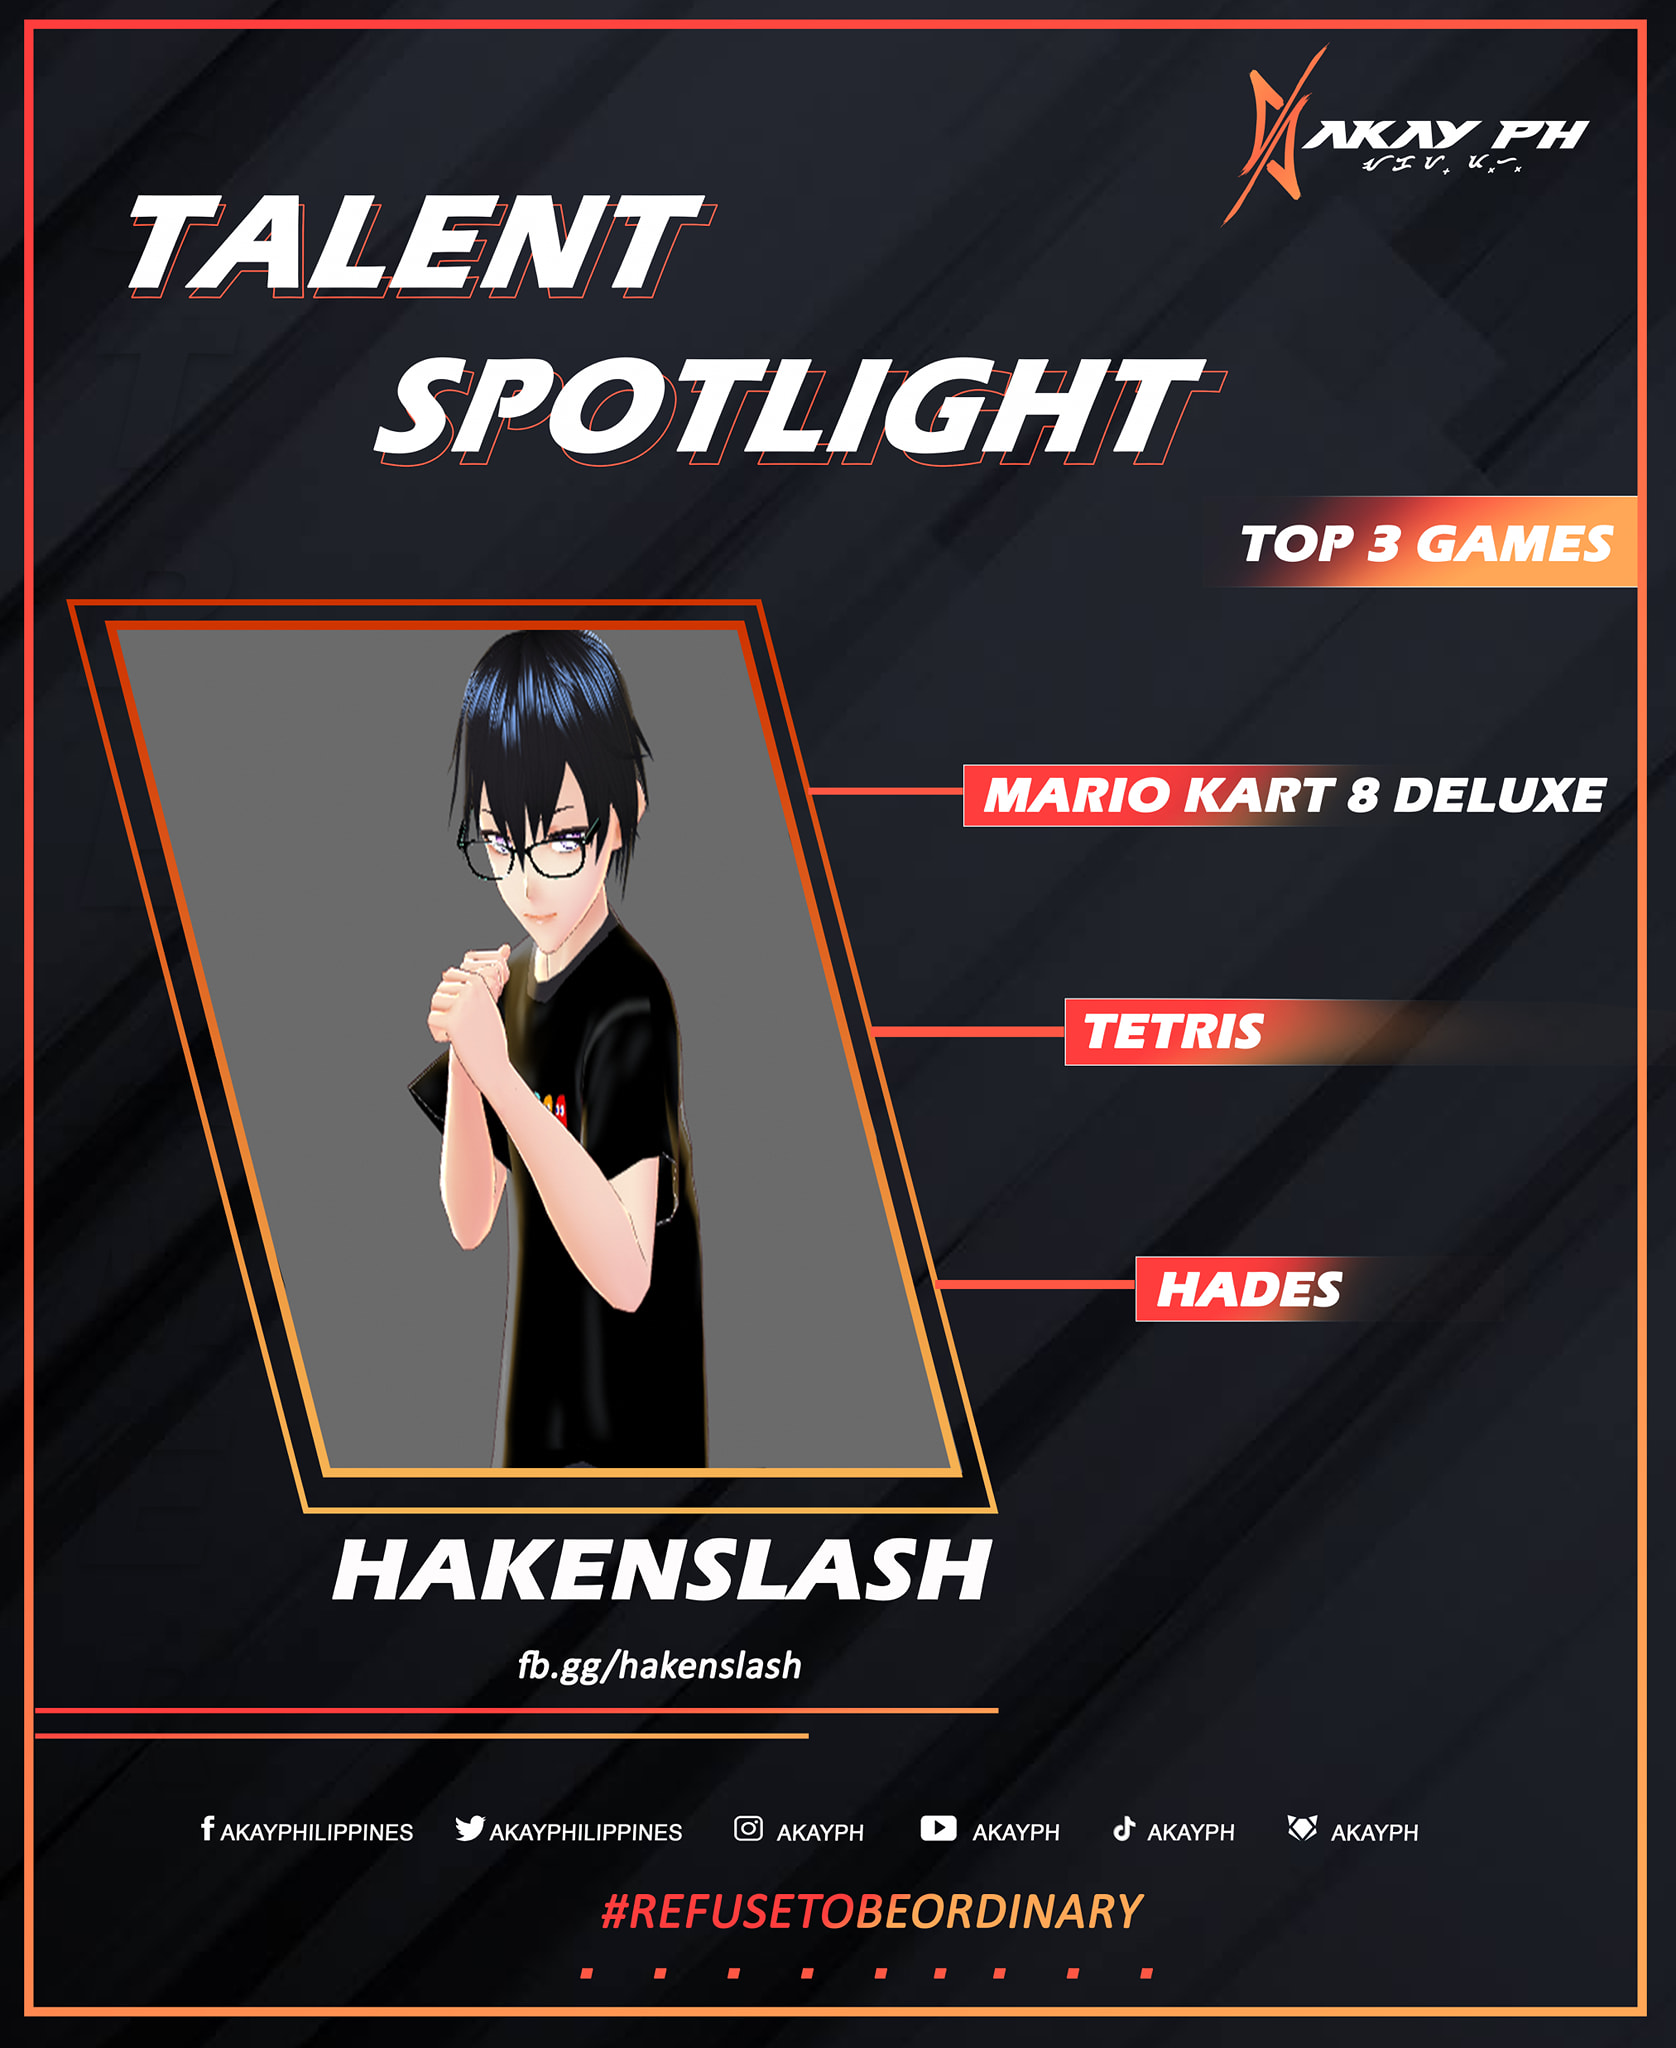 AKAY PH
TALENT
SPOTLIGHT
TOP 3 GAMES
MARIO KART 8 DELUXE
TETRIS
HADES
HAKENSLASH
fb.gg/hakenslash
AKAYPHILIPPINES
AKAYPHILIPPINES
AKAYPH
AKAYPH
AKAYPH
AKAYPH
#REFUSETOBEORDINARY